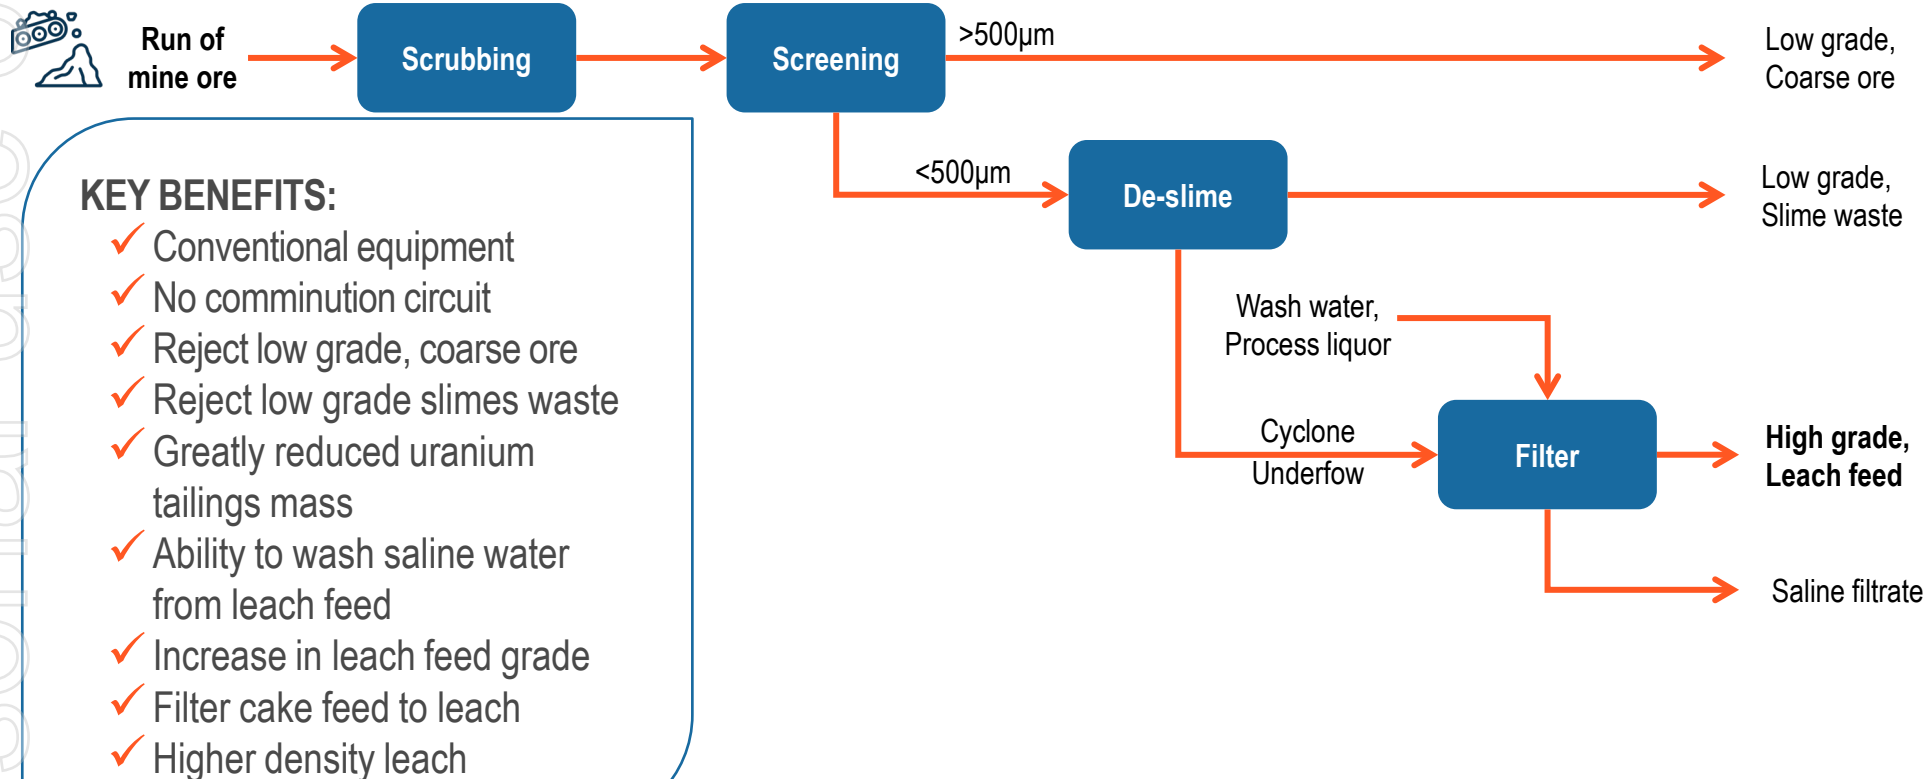 Run of
mine ore
Scrubbing
Screening
>500µm
Low grade,
Coarse ore
<500µm
De-slime
Low grade,
Slime waste
Wash water,
Process liquor
Cyclone
Underfow
Filter
High grade,
Leach feed
Saline filtrate
KEY BENEFITS:
Conventional equipment
No comminution circuit
Reject low grade, coarse ore
Reject low grade slimes waste
Greatly reduced uranium
tailings mass
Ability to wash saline water
from leach feed
Increase in leach feed grade
Filter cake feed to leach
Higher density leach